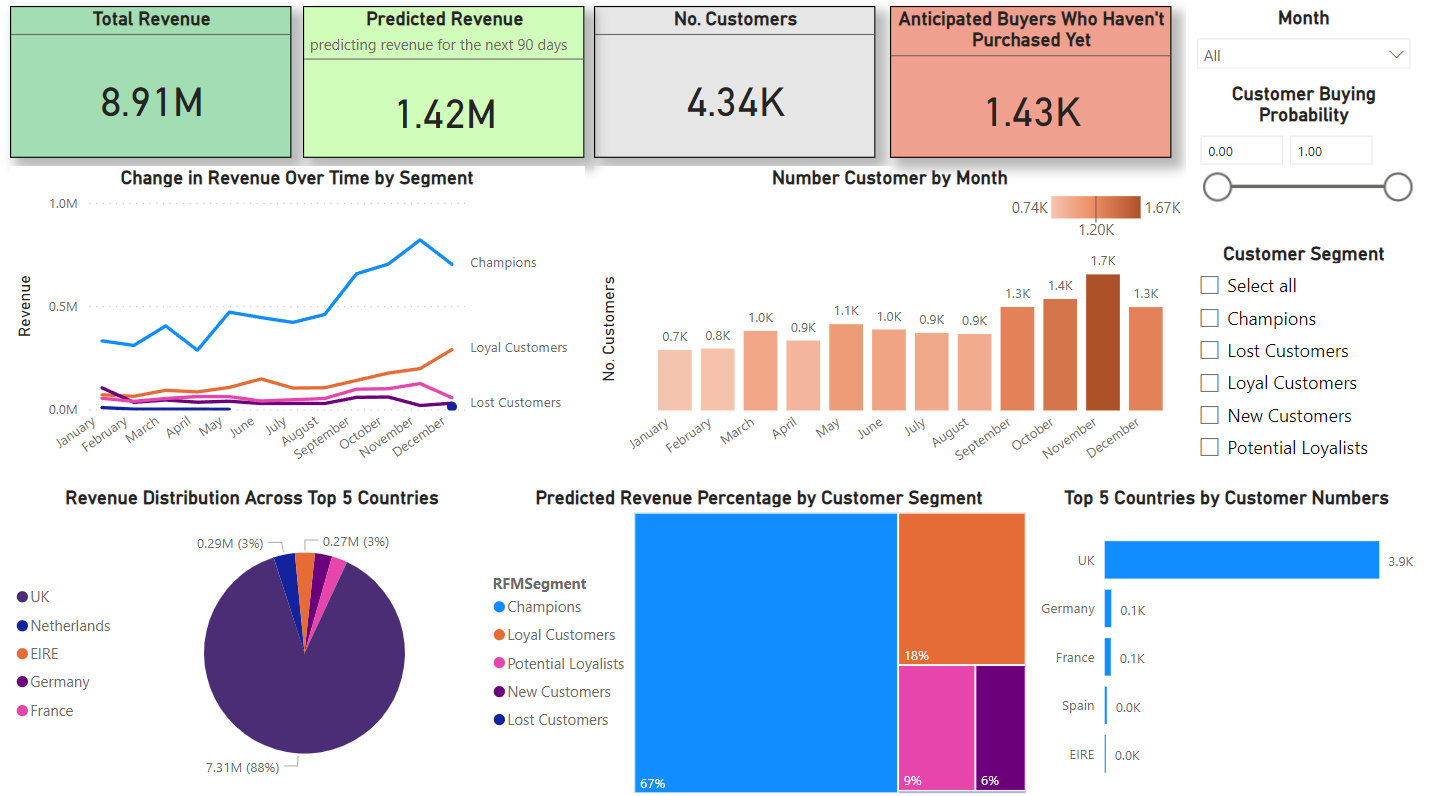 Total Revenue
8.91M
Predicted Revenue
predicting revenue for the next 90 days
1.42M
No. Customers
4.34K
Anticipated Buyers Who Haven't
Purchased Yet
1.43K
Month
All
Customer Buying
Probability
0.00
1.00
Customer Segment
Select all
Champions
Lost Customers
Loyal Customers
New Customers
Potential Loyalists
Change in Revenue Over Time by Segment
Revenue
1.0M
0.5M
0.0M
Champions
Loyal Customers
Lost Customers
January
February
March
April
May
June
July
August
September
October
November
December
Number Customer by Month
0.74K
1.67K
1.20K
No. Customers
0.7K
0.8K
1.0K
0.9K
1.1K
1.0K
0.9K
0.9K
1.3K
1.4K
1.7K
1.3K
January
February
March
April
May
June
July
August
September
October
November
December
Revenue Distribution Across Top 5 Countries
UK
Netherlands
EIRE
Germany
France
0.29M (3%)
0.27M (3%)
7.31M (88%)
Predicted Revenue Percentage by Customer Segment
RFMSegment
Champions
Loyal Customers
Potential Loyalists
New Customers
Lost Customers
67%
18%
9%
6%
Top 5 Countries by Customer Numbers
UK
3.9K
Germany
0.1K
France
0.1K
Spain
0.0K
EIRE
0.0K